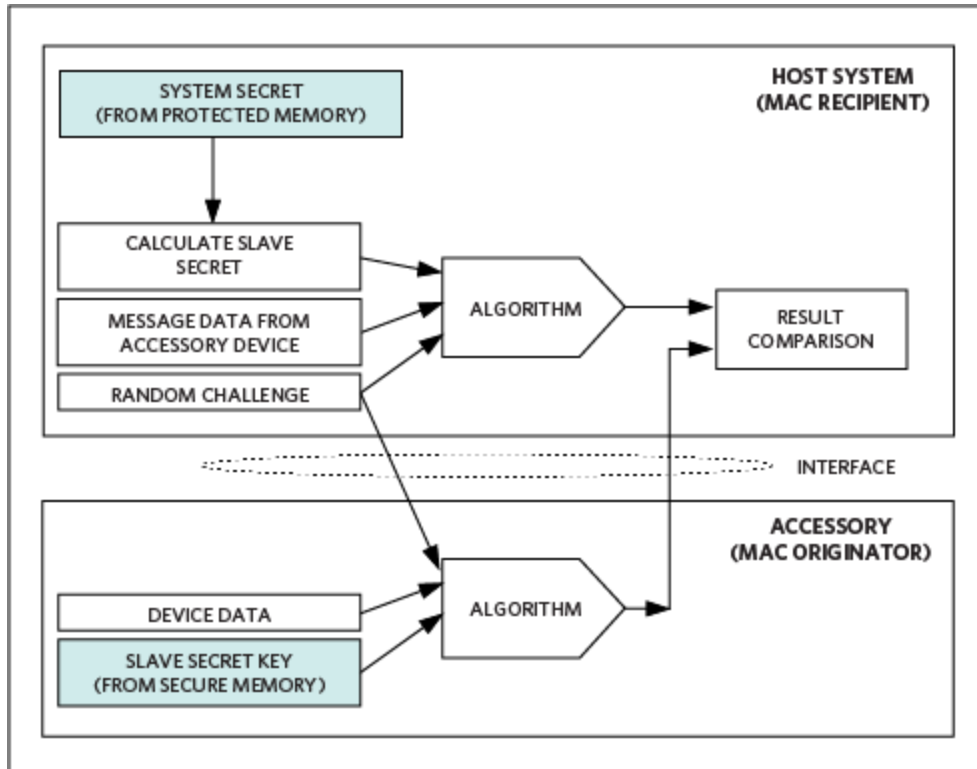 SYSTEM SECRET
(FROM PROTECTED MEMORY)
HOST SYSTEM
(MAC RECIPIENT)
CALCULATE SLAVE
SECRET
MESSAGE DATA FROM
ACCESSORY DEVICE
RANDOM CHALLENGE
ALGORITHM
RESULT
COMPARISON
INTERFACE
ACCESSORY
(MAC ORIGINATOR)
DEVICE DATA
SLAVE SECRET KEY
(FROM SECURE MEMORY)
ALGORITHM